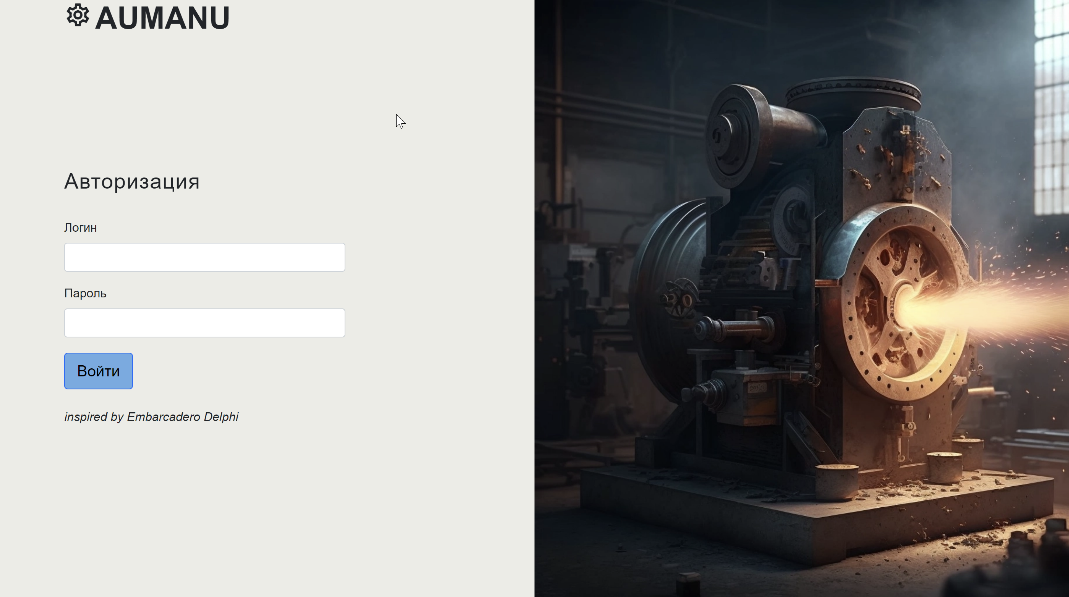 AUMANU
Авторизация
Логин
Пароль
Войти
inspired by Embarcadero Delphi